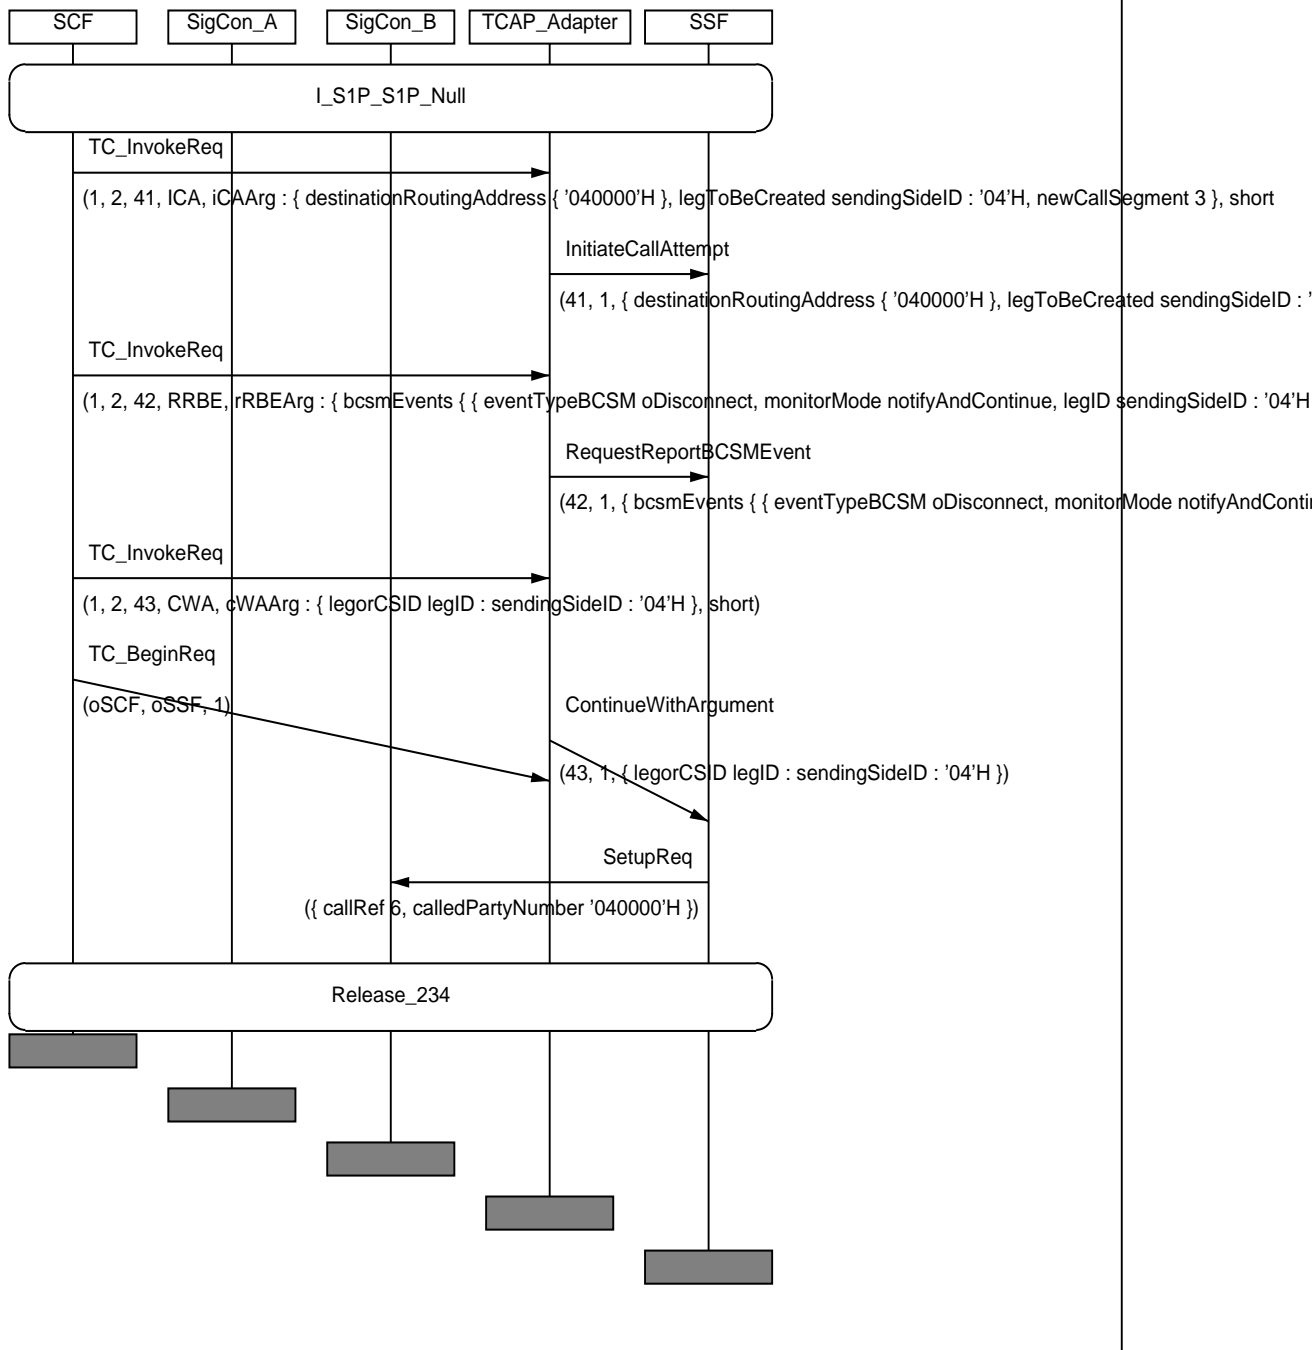 SCF SigCon_A SigCon_B TCAP_Adapter SSF
I_S1P_S1P_Null
TC_InvokeReq
(1, 2, 41, ICA, iCAArg : { destinationRoutingAddress { '040000'H }, legToBeCreated sendingSideID : '04'H, newCallSegment 3 }, short
InitiateCallAttempt
(41, 1, { destinationRoutingAddress { '040000'H }, legToBeCreated sendingSideID : '
TC_InvokeReq
(1, 2, 42, RRBE, rRBEArg : { bcsmEvents { { eventTypeBCSM oDisconnect, monitorMode notifyAndContinue, legID sendingSideID : '04'H
RequestReportBCSMEvent
(42, 1, { bcsmEvents { { eventTypeBCSM oDisconnect, monitorMode notifyAndConti
TC_InvokeReq
(1, 2, 43, CWA, cWAArg : { legorCSID legID : sendingSideID : '04'H }, short)
TC_BeginReq
(oSCF, oSSF, 1) ContinueWithArgument
(43, 1, { legorCSID legID : sendingSideID : '04'H })
SetupReq
({ callRef 6, calledPartyNumber '040000'H })
Release_234